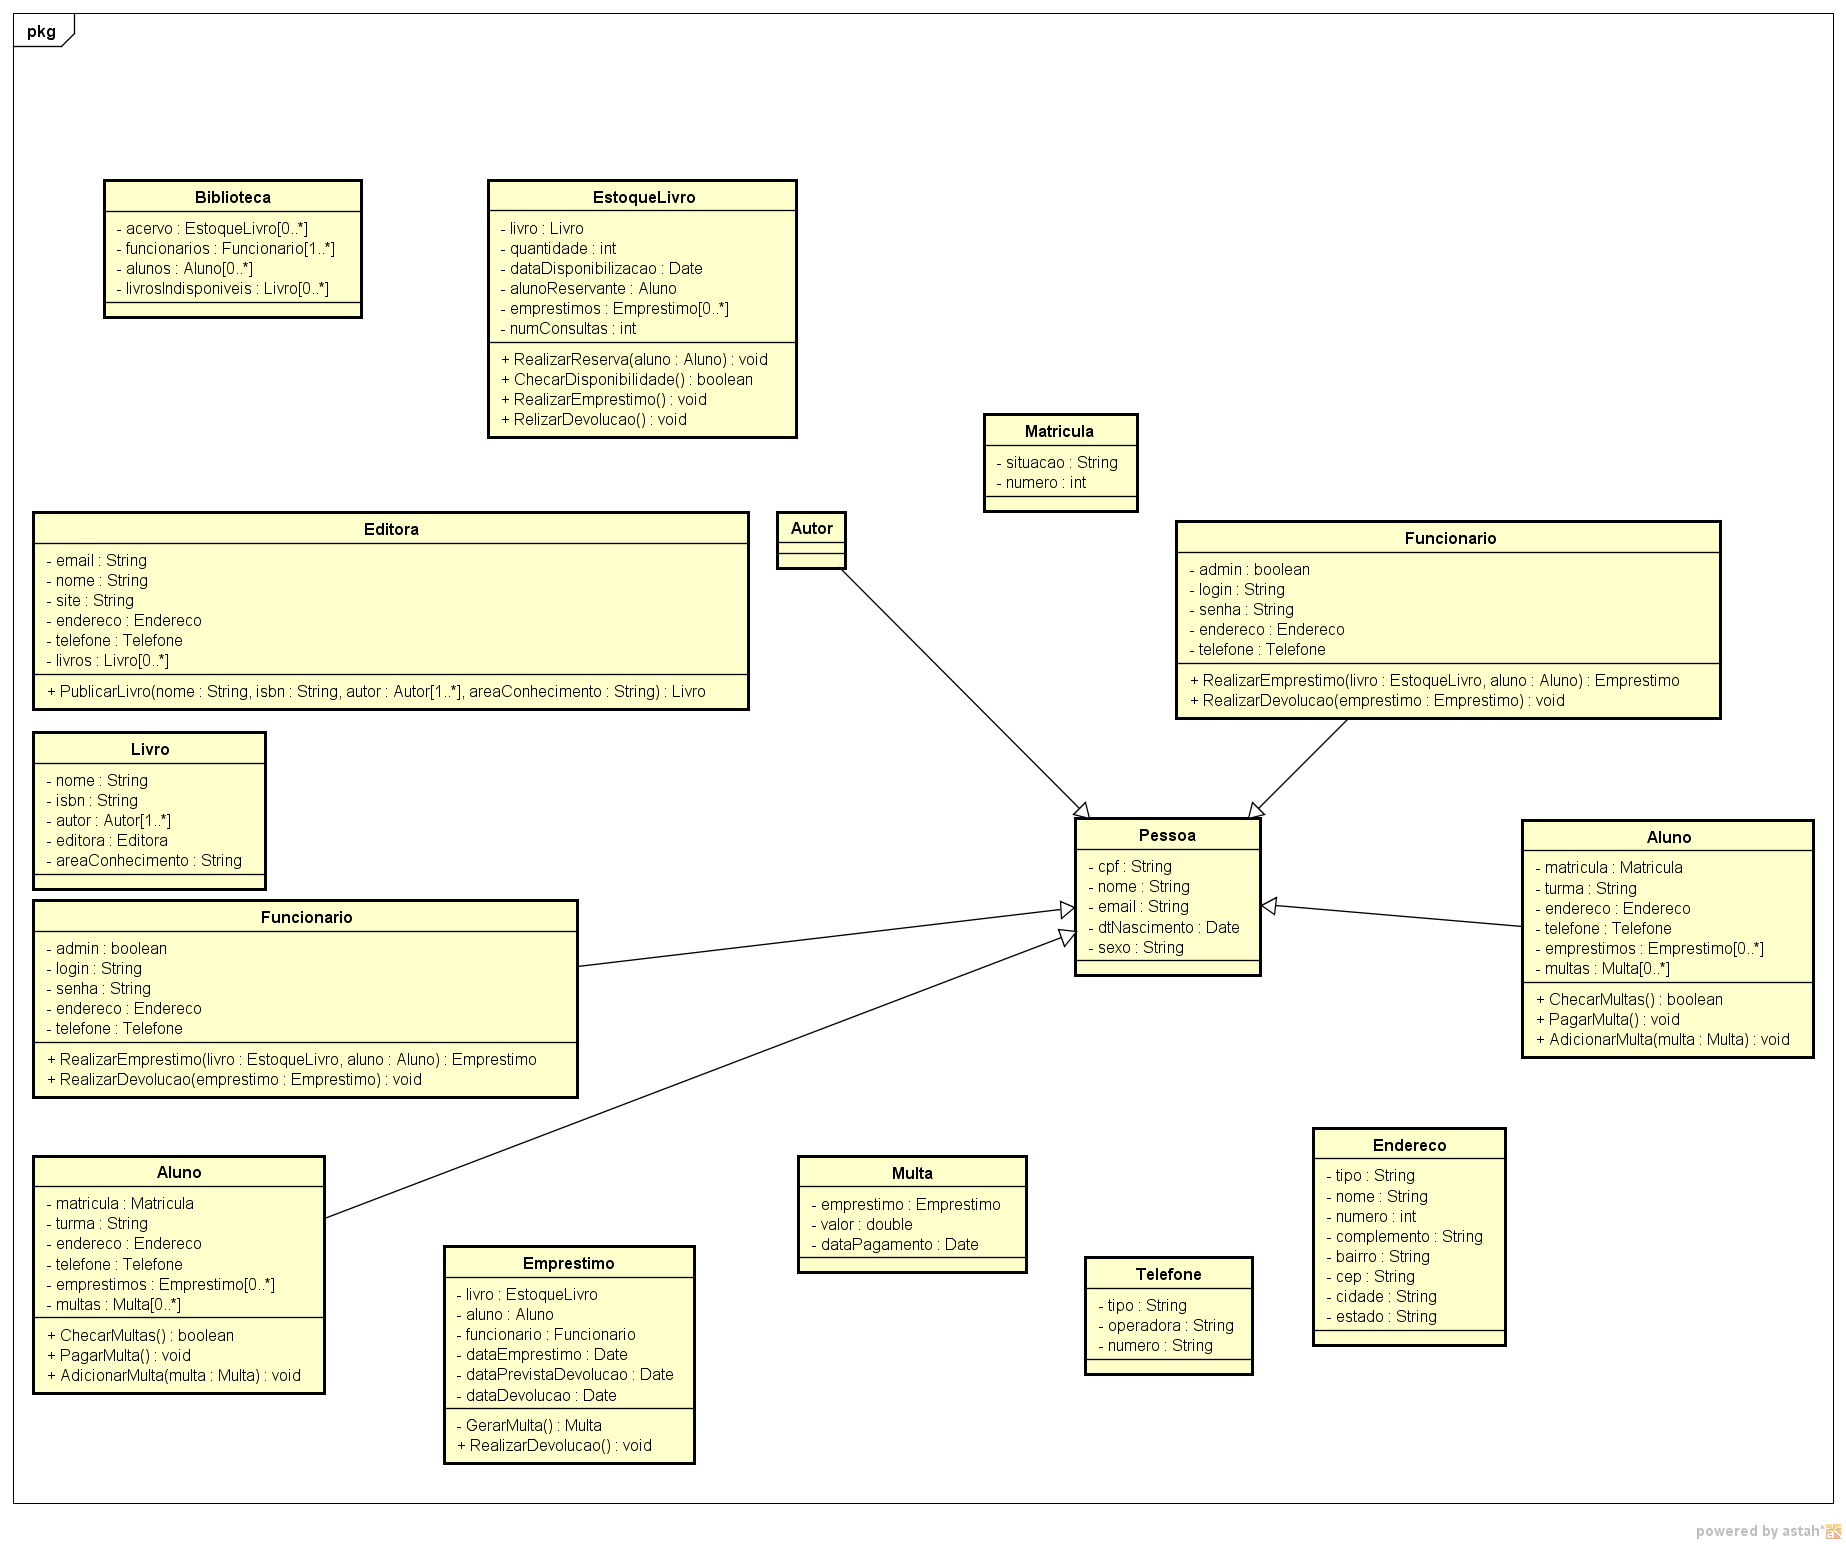 pkg
Biblioteca
- acervo : EstoqueLivro[0..*]
- funcionarios : Funcionario[1..*]
- alunos : Aluno[0..*]
- livrosIndisponiveis : Livro[0..*]
EstoqueLivro
- livro : Livro
- quantidade : int
- dataDisponibilizacao : Date
- alunoReservante : Aluno
- emprestimos : Emprestimo[0..*]
- numConsultas : int
+ RealizarReserva(aluno : Aluno) : void
+ ChecarDisponibilidade() : boolean
+ RealizarEmprestimo() : void
+ RelizarDevolucao() : void
Matricula
- situacao : String
- numero : int
Editora
- email : String
- nome : String
- site : String
- endereco : Endereco
- telefone : Telefone
- livros : Livro[0..*]
+ PublicarLivro(nome : String, isbn : String, autor : Autor[1..*], areaConhecimento : String) : Livro
Autor
Funcionario
- admin : boolean
- login : String
- senha : String
- endereco : Endereco
- telefone : Telefone
+ RealizarEmprestimo(livro : EstoqueLivro, aluno : Aluno) : Emprestimo
+ RealizarDevolucao(emprestimo : Emprestimo) : void
Livro
- nome : String
- isbn : String
- autor : Autor[1..*]
- editora : Editora
- areaConhecimento : String
Pessoa
- cpf : String
- nome : String
- email : String
- dtNascimento : Date
- sexo : String
Aluno
- matricula : Matricula
- turma : String
- endereco : Endereco
- telefone : Telefone
- emprestimos : Emprestimo[0..*]
- multas : Multa[0..*]
+ ChecarMultas() : boolean
+ PagarMulta() : void
+ AdicionarMulta(multa : Multa) : void
Funcionario
- admin : boolean
- login : String
- senha : String
- endereco : Endereco
- telefone : Telefone
+ RealizarEmprestimo(livro : EstoqueLivro, aluno : Aluno) : Emprestimo
+ RealizarDevolucao(emprestimo : Emprestimo) : void
Aluno
- matricula : Matricula
- turma : String
- endereco : Endereco
- telefone : Telefone
- emprestimos : Emprestimo[0..*]
- multas : Multa[0..*]
+ ChecarMultas() : boolean
+ PagarMulta() : void
+ AdicionarMulta(multa : Multa) : void
Emprestimo
- livro : EstoqueLivro
- aluno : Aluno
- funcionario : Funcionario
- dataEmprestimo : Date
- dataPrevistaDevolucao : Date
- dataDevolucao : Date
- GerarMulta() : Multa
+ RealizarDevolucao() : void
Multa
- emprestimo : Emprestimo
- valor : double
- dataPagamento : Date
Telefone
- tipo : String
- operadora : String
- numero : String
Endereco
- tipo : String
- nome : String
- numero : int
- complemento : String
- bairro : String
- cep : String
- cidade : String
- estado : String
powered by astah*